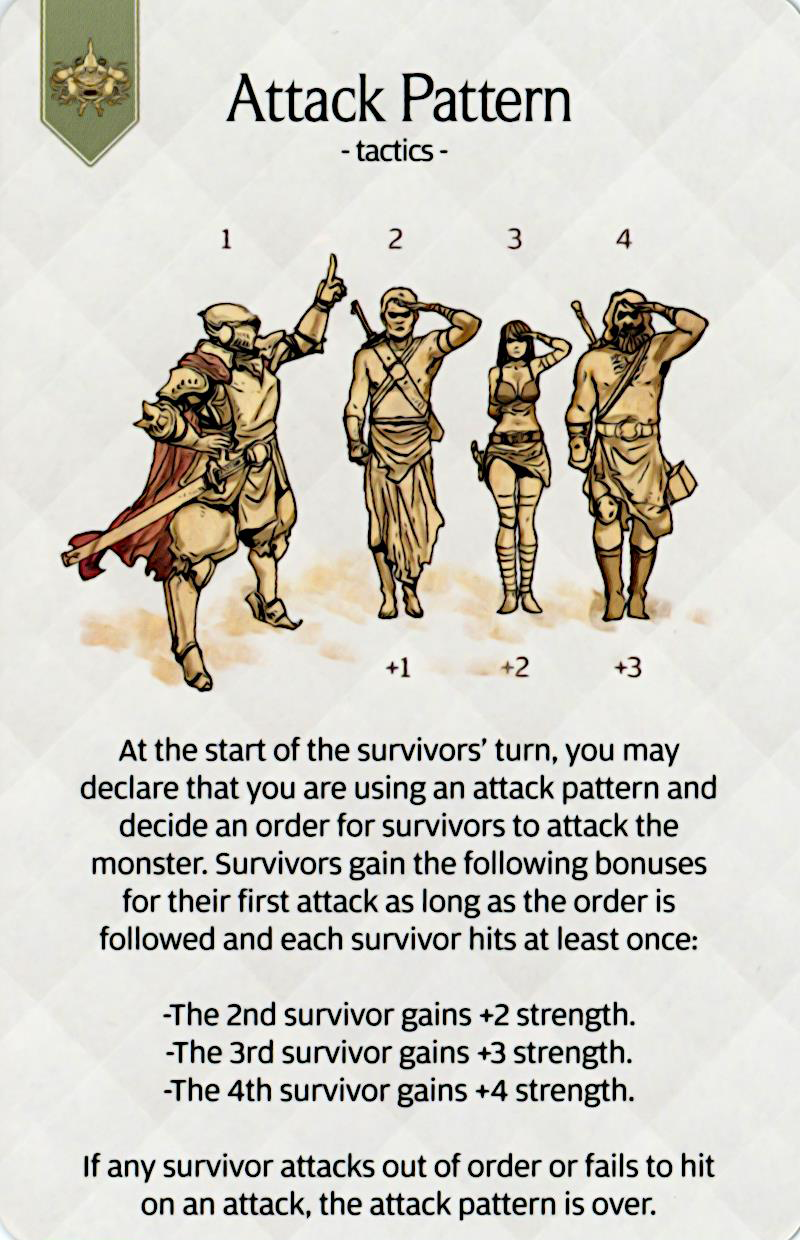 Attack Pattern
- tactics -
1 2 3 4
+1 +2 +3
At the start of the survivors’ turn, you may
declare that you are using an attack pattern and
decide an order for survivors to attack the
monster. Survivors gain the following bonuses
for their first attack as long as the order is
followed and each survivor hits at least once:
-The 2nd survivor gains +2 strength.
-The 3rd survivor gains +3 strength.
-The 4th survivor gains +4 strength.
If any survivor attacks out of order or fails to hit
on an attack, the attack pattern is over.